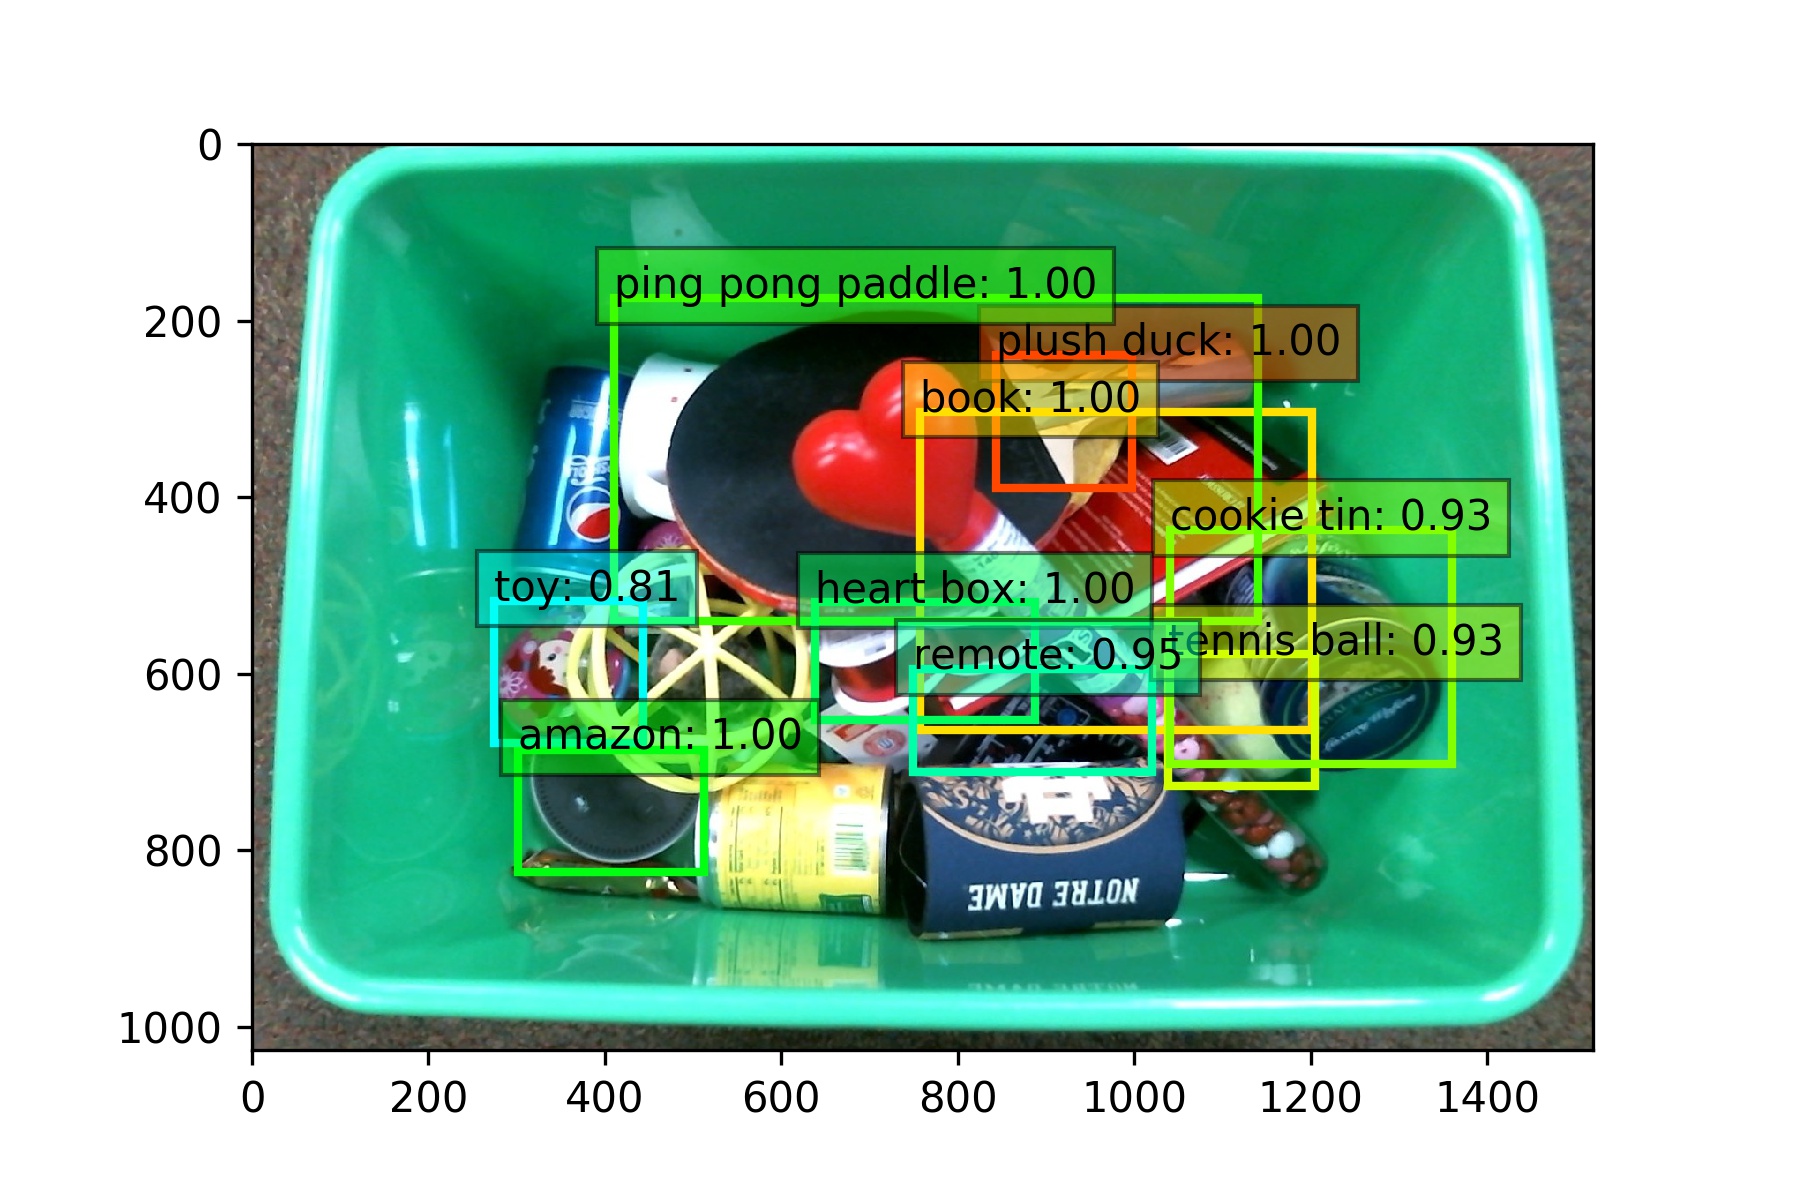 0
200
400
600
800
1000
ping pong paddle: 1.00
plush duck: 1.00
book: 1.00
cookie tin: 0.93
toy: 0.81
heart box: 1.00
tennis ball: 0.93
remote: 0.95
amazon: 1.00
NOTRE DAME
0
200
400
600
800
1000
1200
1400